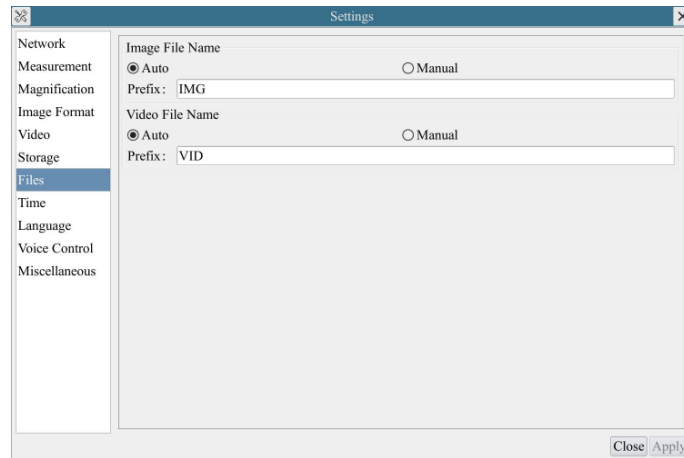 Settings
Network
Measurement
Magnification
Image Format
Video
Storage
Files
Time
Language
Voice Control
Miscellaneous
Image File Name
Auto Manual
Prefix: IMG
Video File Name
Auto Manual
Prefix: VID
Close Apply